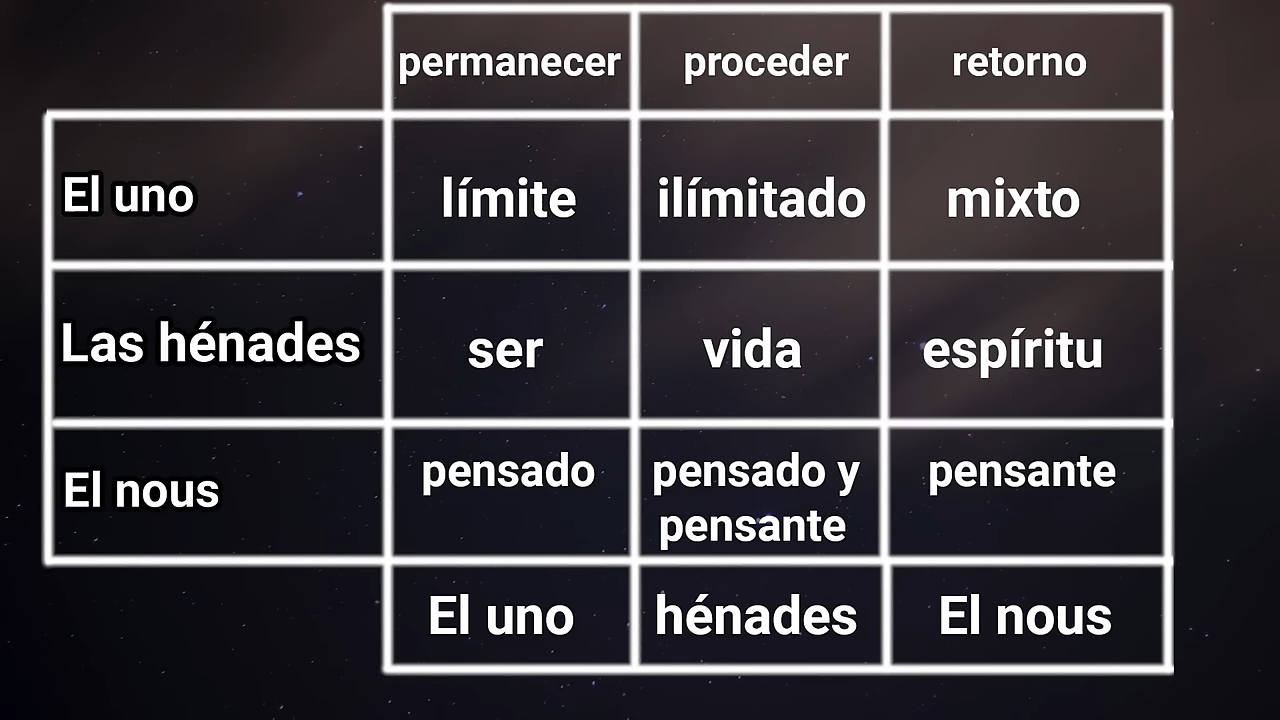 permanecer proceder retorno
El uno límite ilímitado mixto
Las hénades ser vida espíritu
El nous pensado pensado y pensante
pensante
El uno hénades El nous